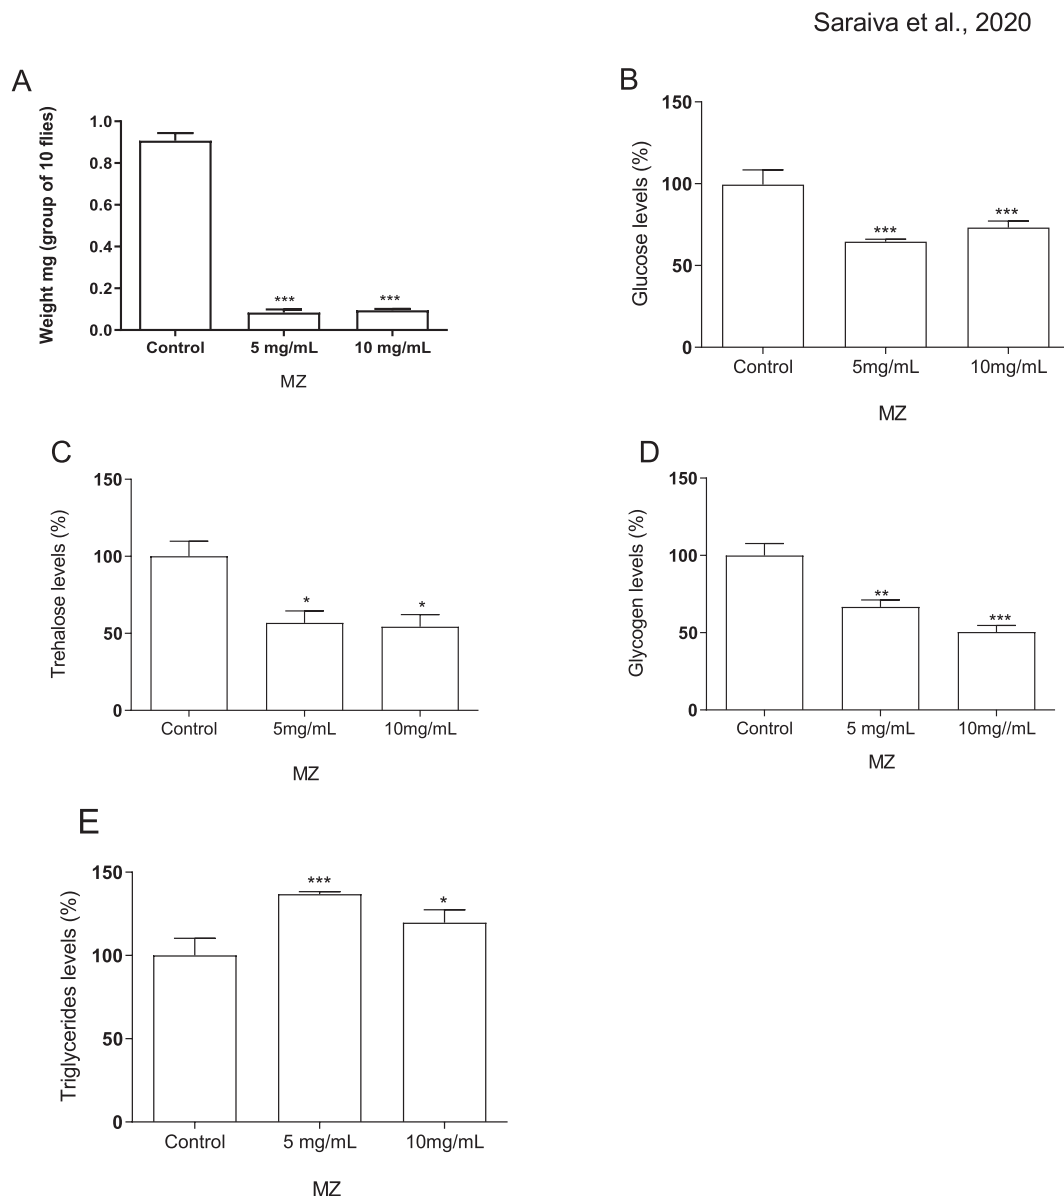 Saraiva et al., 2020
A
Weight mg (group of 10 flies)
1.0
0.8
0.6
0.4
0.2
0.0
***
***
Control
5 mg/mL
10 mg/mL
MZ
B
Glucose levels (%)
150
100
50
0
***
***
Control
5mg/mL
10mg/mL
MZ
C
Trehalose levels (%)
150
100
50
0
*
*
Control
5mg/mL
10mg/mL
MZ
D
Glycogen levels (%)
150
100
50
0
**
***
Control
5 mg/mL
10mg//mL
MZ
E
Triglycerides levels (%)
150
100
50
0
***
*
Control
5 mg/mL
10mg/mL
MZ